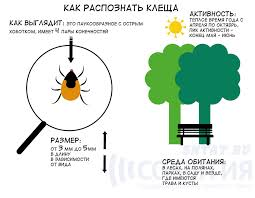 КАК РАСПОЗНАТЬ КЛЕЩА
КАК ВЫГЛЯДИТ: ЭТО ПАУКООБРАЗНОЕ С ОСТРЫМ
ХОБОТКОМ, ИМЕЕТ 4 ПАРЫ КОНЕЧНОСТЕЙ
АКТИВНОСТЬ:
ТЕПЛОЕ ВРЕМЯ ГОДА С
АПРЕЛЯ ПО ОКТЯБРЬ,
ПИК АКТИВНОСТИ -
КОНЕЦ МАЯ - ИЮНЬ
РАЗМЕР:
ОТ 3 ММ ДО 5ММ
В ДЛИНУ
В ЗАВИСИМОСТИ
ОТ ВИДА
СРЕДА ОБИТАНИЯ:
В ЛЕСАХ, НА ПОЛЯНАХ,
ПАРКАХ, В САДУ И ВЕЗДЕ,
ГДЕ ИМЕЮТСЯ
ТРАВА И КУСТЫ